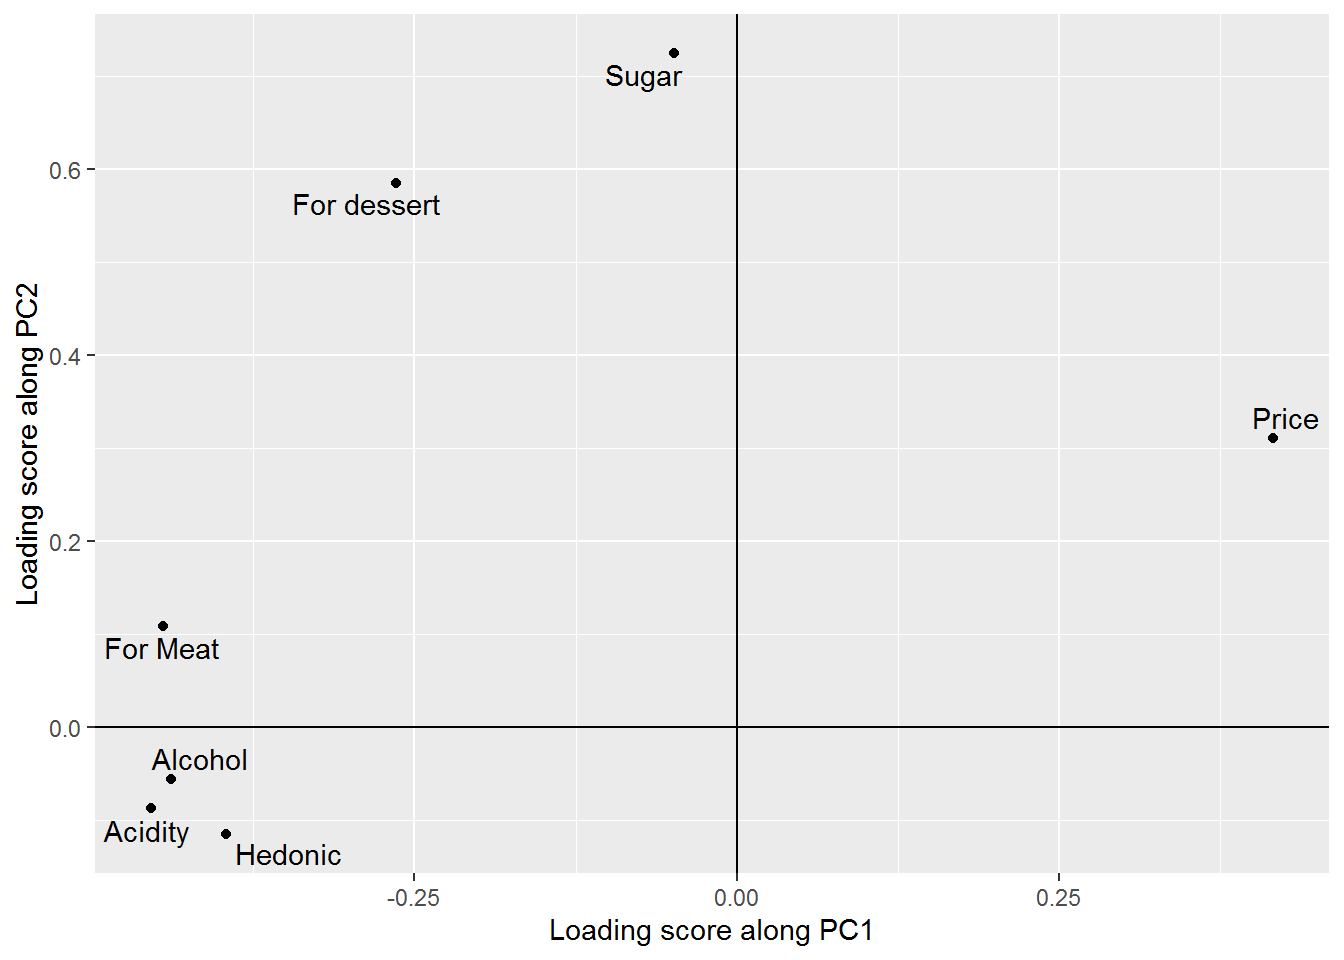 Sugar
0.6
For dessert
0.4
Price
0.2
For Meat
0.0
Alcohol
Acidity
Hedonic
-0.25
0.00
0.25
Loading score along PC1
Loading score along PC2